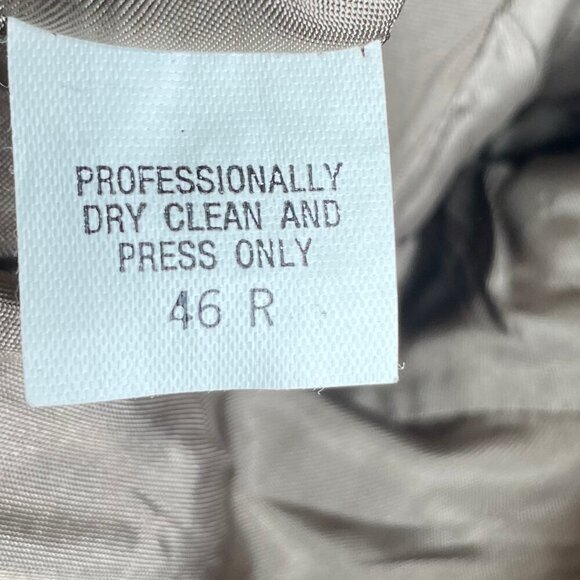 PROFESSIONALLY
DRY CLEAN AND
PRESS ONLY
46 R